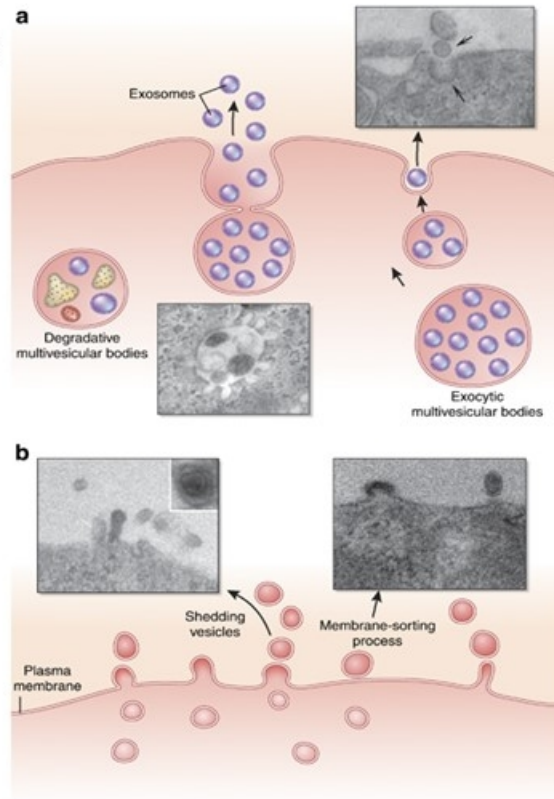 a
Exosomes
Degradative
multivesicular bodies
Exocytic
multivesicular bodies
b
Shedding
vesicles
Membrane-sorting
process
Plasma
membrane